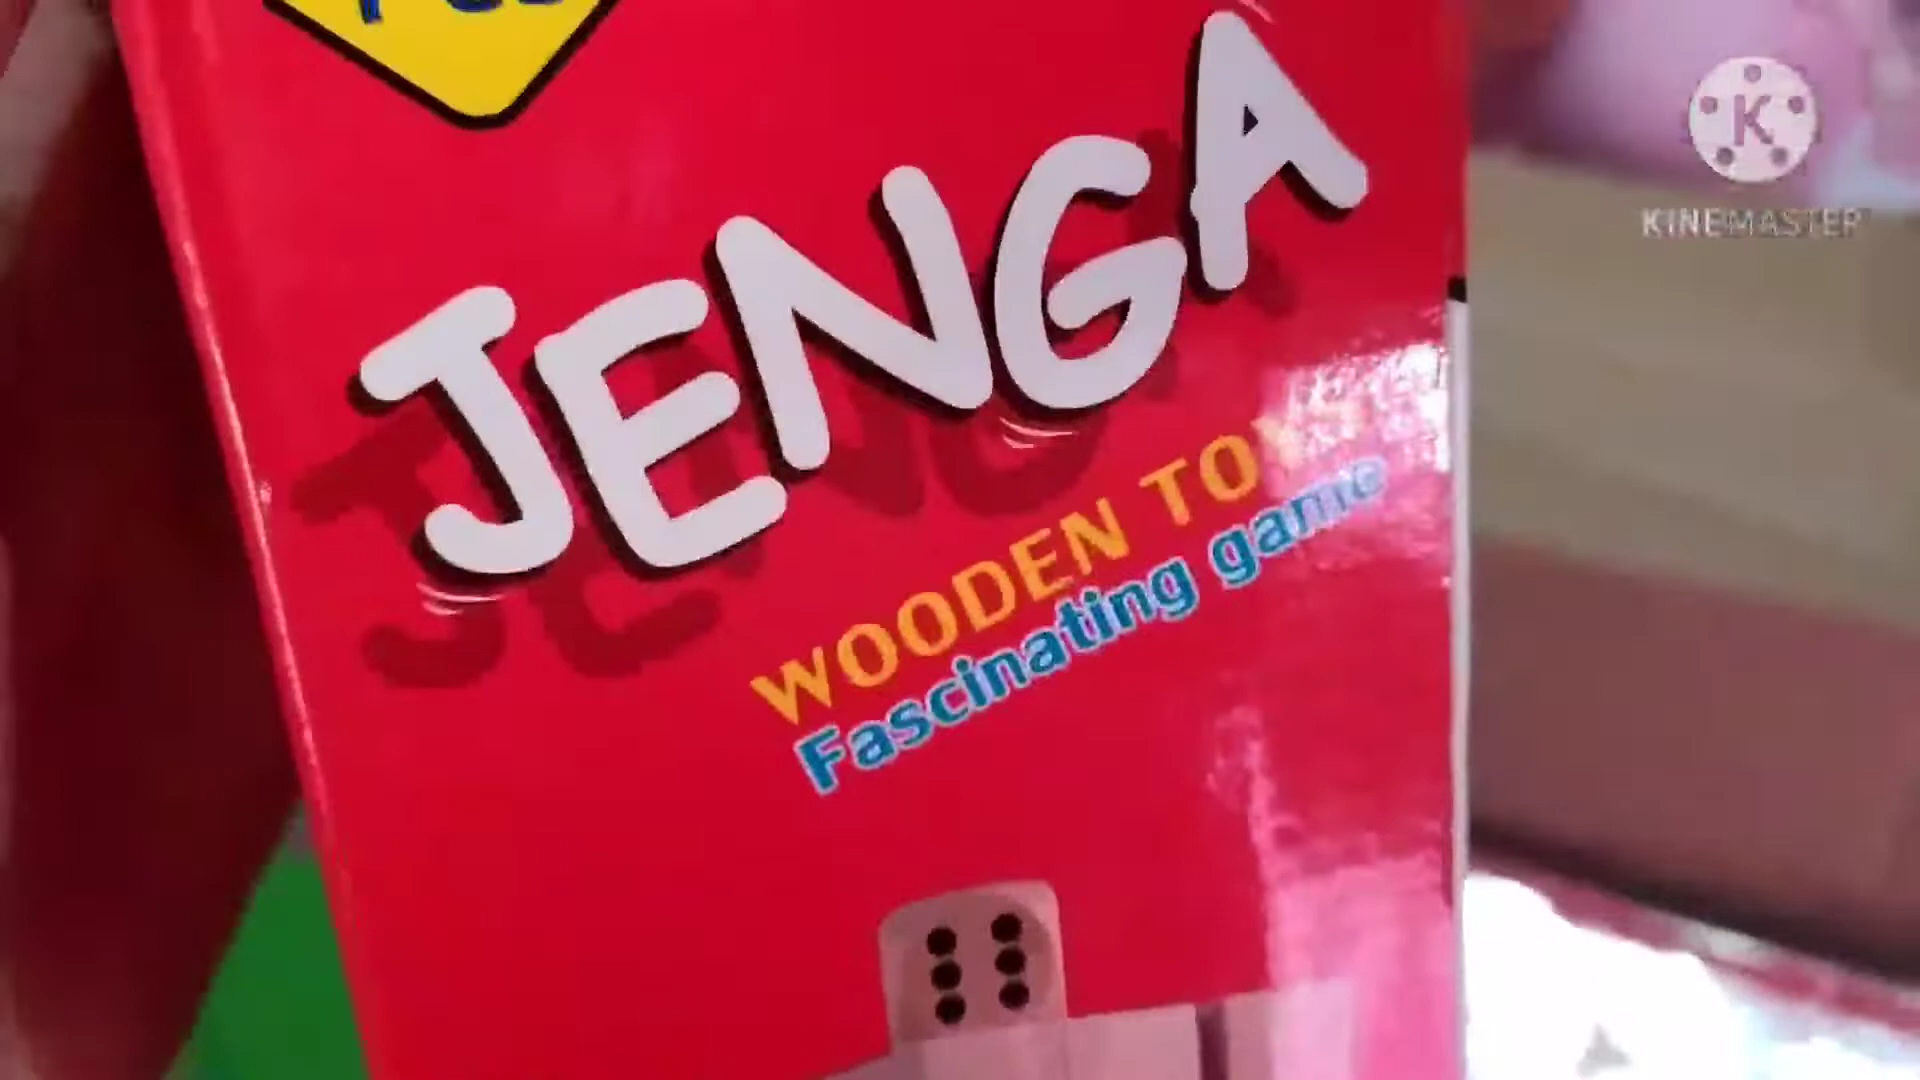 JENGA
WOODEN TO
Fascinating game
K
KINEMASTER